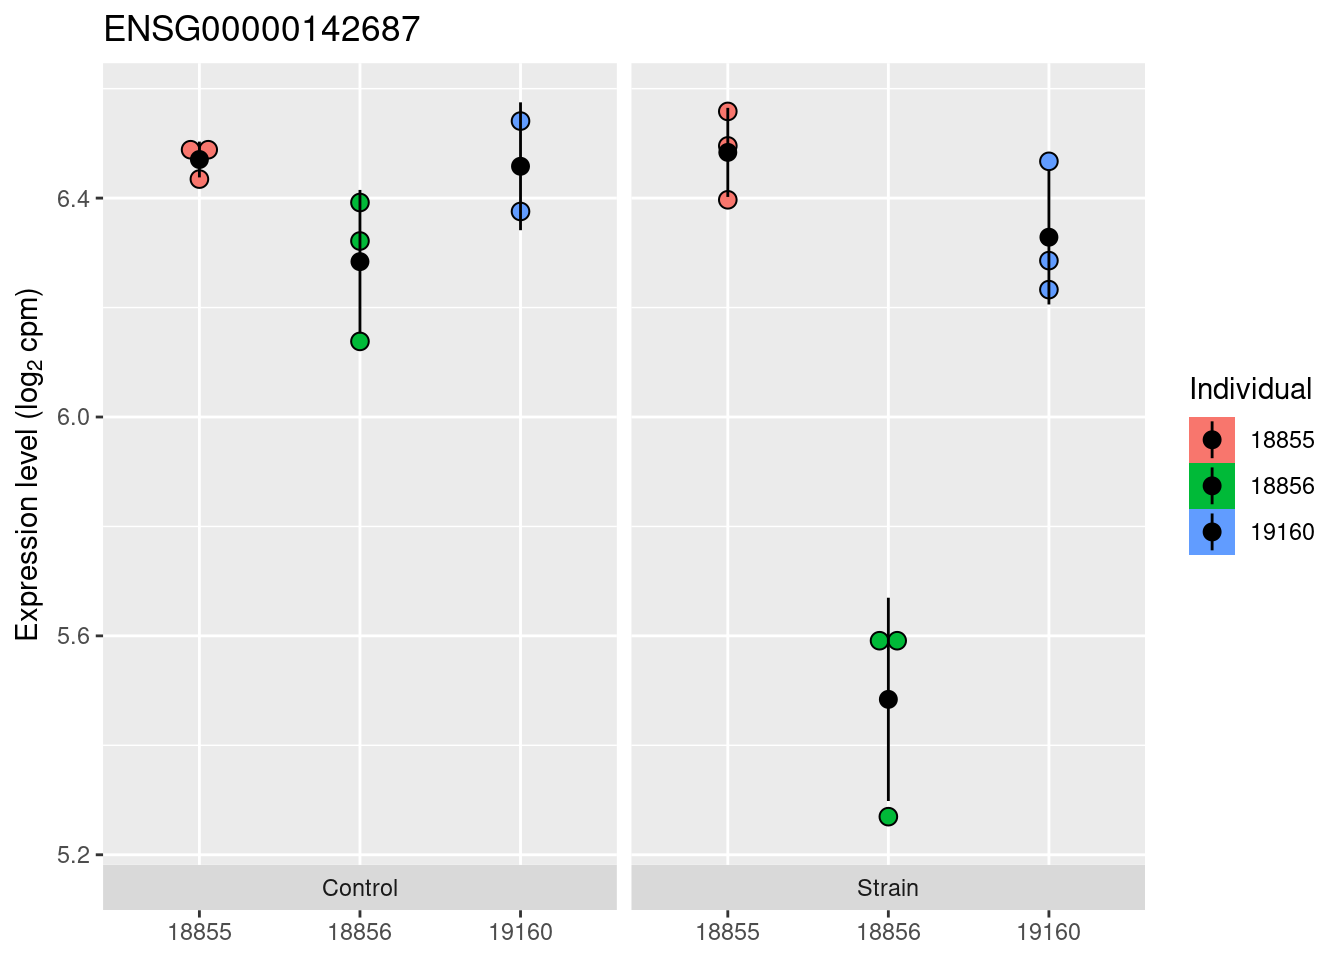 ENSG00000142687
Expression level (log₂ cpm)
6.4
6.0
5.6
5.2
Control
Strain
18855
18856
19160
18855
18856
19160
Individual
18855
18856
19160